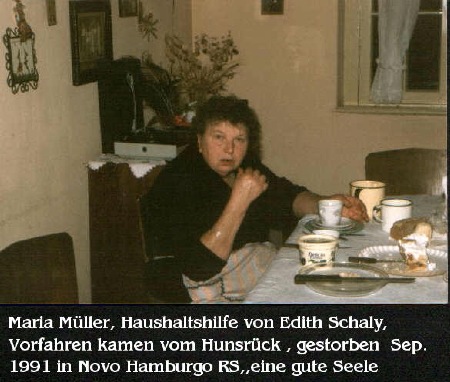 Maria Müller, Haushaltshilfe von Edith Schaly,
Vorfahren kamen vom Hunsrück , gestorben Sep.
1991 in Novo Hamburgo RS,,eine gute Seele